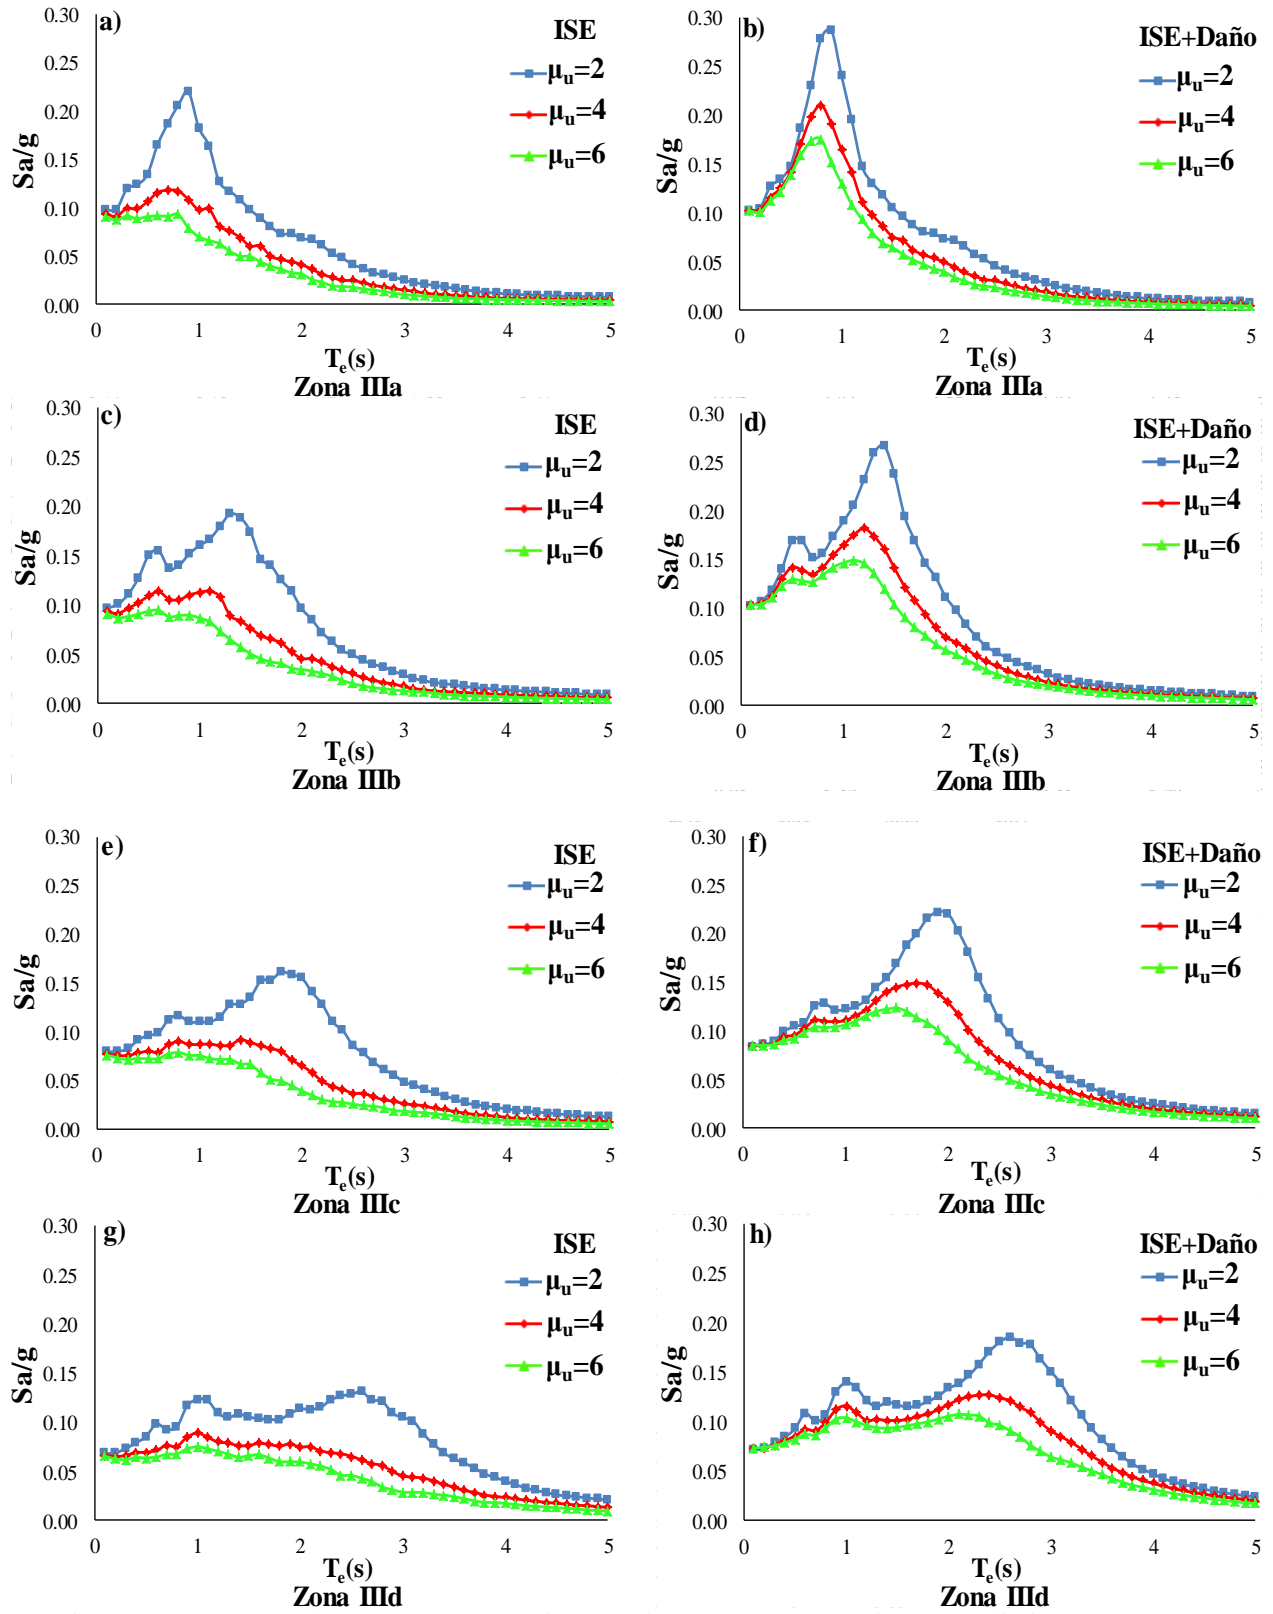 a)
ISE
μu=2
μu=4
μu=6
0.30
0.25
0.20
0.15
0.10
0.05
0.00
Sa/g
0 1 2 3 4 5
Te(s)
Zona IIIa
b)
ISE+Daño
μu=2
μu=4
μu=6
0.30
0.25
0.20
0.15
0.10
0.05
0.00
Sa/g
0 1 2 3 4 5
Te(s)
Zona IIIa
c)
ISE
μu=2
μu=4
μu=6
0.30
0.25
0.20
0.15
0.10
0.05
0.00
Sa/g
0 1 2 3 4 5
Te(s)
Zona IIIb
d)
ISE+Daño
μu=2
μu=4
μu=6
0.30
0.25
0.20
0.15
0.10
0.05
0.00
Sa/g
0 1 2 3 4 5
Te(s)
Zona IIIb
e)
ISE
μu=2
μu=4
μu=6
0.30
0.25
0.20
0.15
0.10
0.05
0.00
Sa/g
0 1 2 3 4 5
Te(s)
Zona IIIc
f)
ISE+Daño
μu=2
μu=4
μu=6
0.30
0.25
0.20
0.15
0.10
0.05
0.00
Sa/g
0 1 2 3 4 5
Te(s)
Zona IIIc
g)
ISE
μu=2
μu=4
μu=6
0.30
0.25
0.20
0.15
0.10
0.05
0.00
Sa/g
0 1 2 3 4 5
Te(s)
Zona IIId
h)
ISE+Daño
μu=2
μu=4
μu=6
0.30
0.25
0.20
0.15
0.10
0.05
0.00
Sa/g
0 1 2 3 4 5
Te(s)
Zona IIId